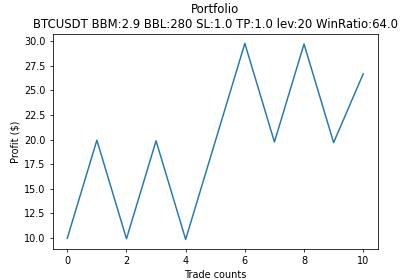 Portfolio
BTCUSDT BBM:2.9 BBL:280 SL:1.0 TP:1.0 lev:20 WinRatio:64.0
30.0
27.5
25.0
22.5
20.0
17.5
15.0
12.5
10.0
Profit ($)
0 2 4 6 8 10
Trade counts